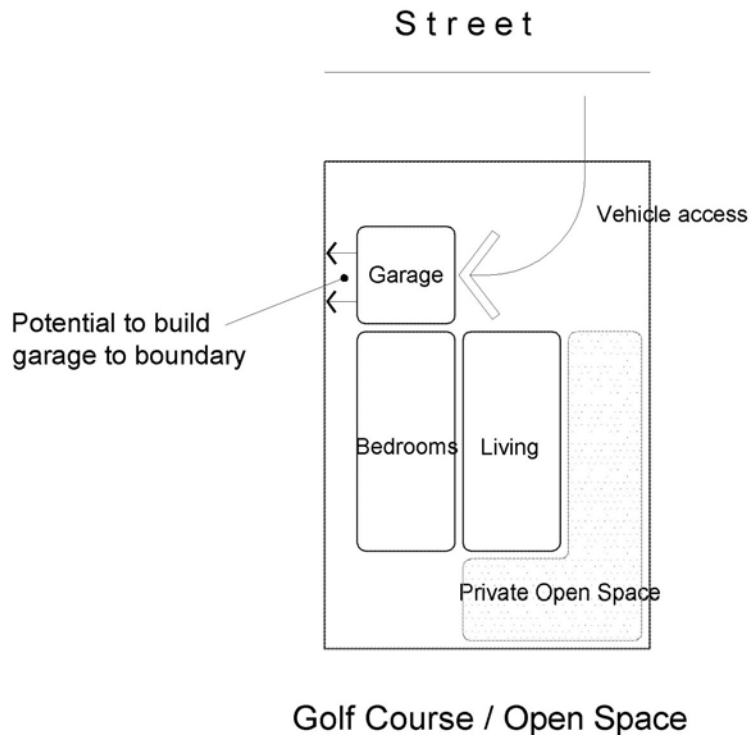 Street
Vehicle access
Garage
Potential to build
garage to boundary
Bedrooms
Living
Private Open Space
Golf Course / Open Space